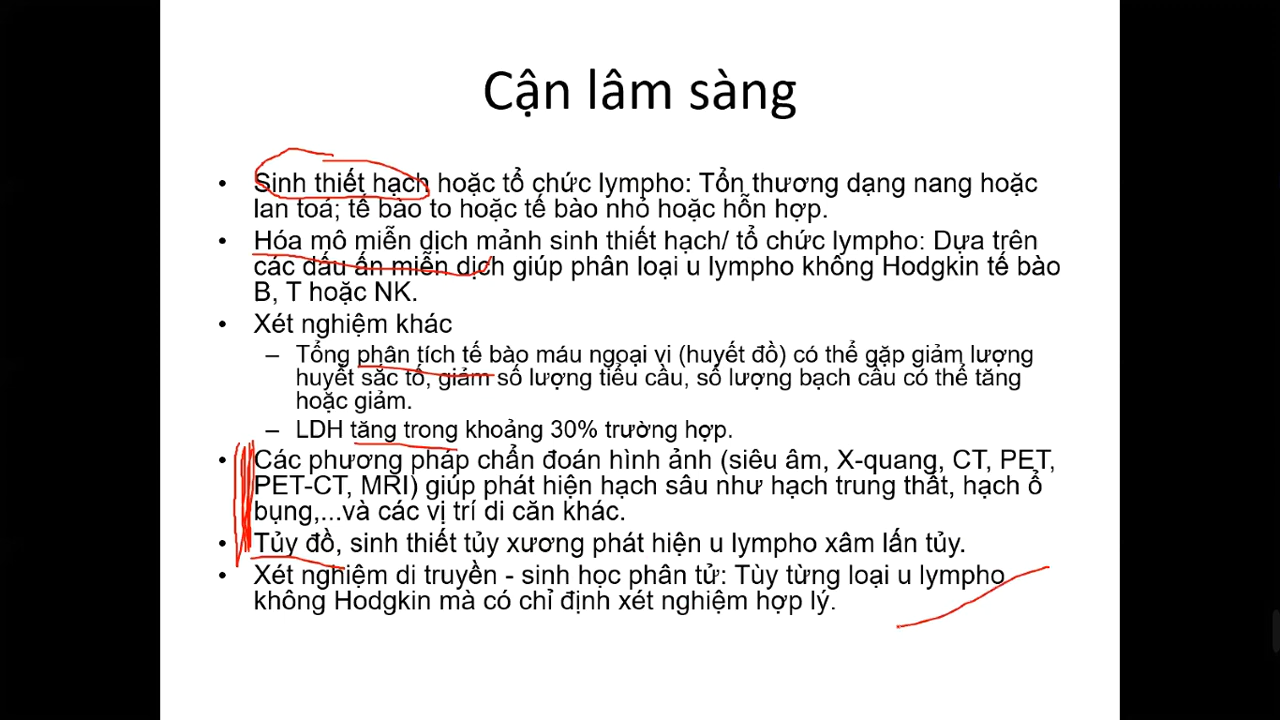 Cận lâm sàng
• Sinh thiết hạch hoặc tổ chức lympho: Tổn thương dạng nang hoặc
lan toá; tế bào to hoặc tế bào nhỏ hoặc hỗn hợp.
• Hóa mô miễn dịch mảnh sinh thiết hạch/ tổ chức lympho: Dựa trên
các dấu ấn miễn dịch giúp phân loại u lympho không Hodgkin tế bào
B, T hoặc NK.
• Xét nghiệm khác
– Tổng phân tích tế bào máu ngoại vi (huyết đồ) có thể gặp giảm lượng
huyết sắc tố, giảm số lượng tiểu cầu, số lượng bạch cầu có thể tăng
hoặc giảm.
– LDH tăng trong khoảng 30% trường hợp.
• Các phương pháp chẩn đoán hình ảnh (siêu âm, X-quang, CT, PET,
PET-CT, MRI) giúp phát hiện hạch sâu như hạch trung thất, hạch ổ
bụng,...và các vị trí di căn khác.
• Tủy đồ, sinh thiết tủy xương phát hiện u lympho xâm lấn tủy.
• Xét nghiệm di truyền - sinh học phân tử: Tùy từng loại u lympho
không Hodgkin mà có chỉ định xét nghiệm hợp lý.